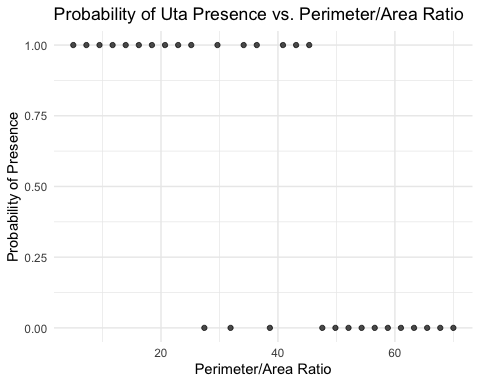 Probability of Uta Presence vs. Perimeter/Area Ratio
1.00
0.75
0.50
0.25
0.00
Probability of Presence
20 40 60
Perimeter/Area Ratio